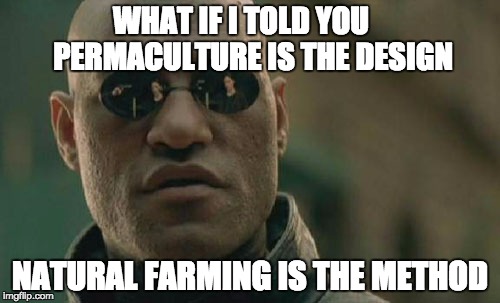 WHAT IF I TOLD YOU
PERMACULTURE IS THE DESIGN
NATURAL FARMING IS THE METHOD
imgflip.com